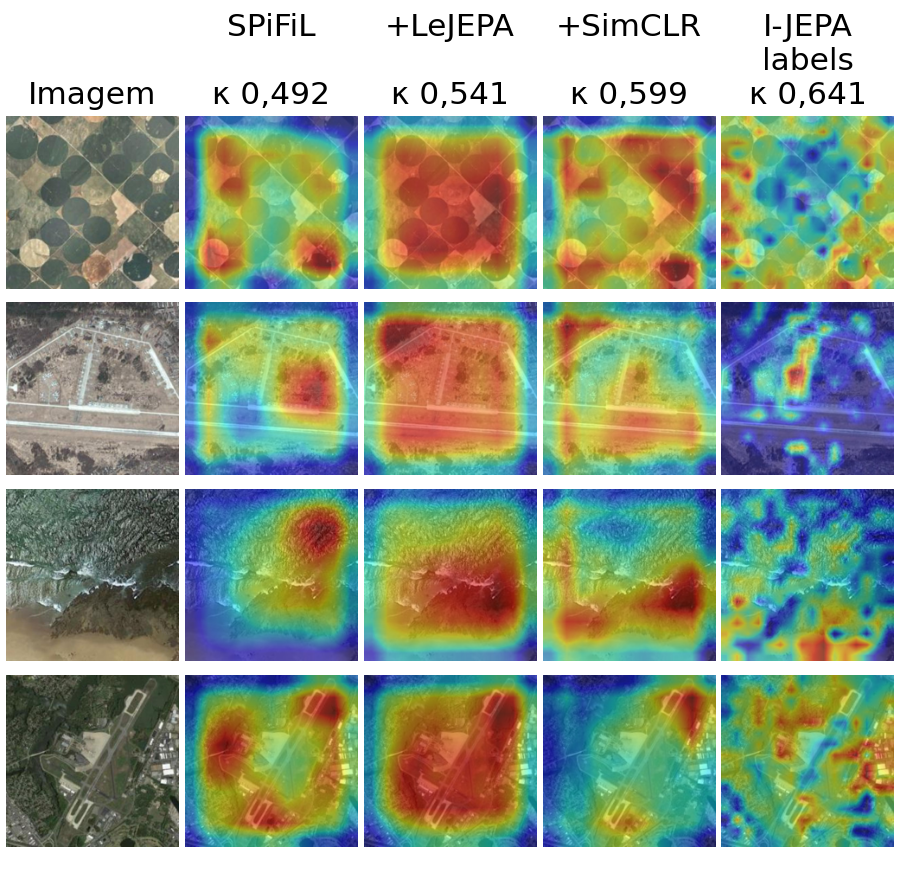 SPiFiL +LeJEPA +SimCLR I-JEPA
labels
Imagem κ 0,492 κ 0,541 κ 0,599 κ 0,641